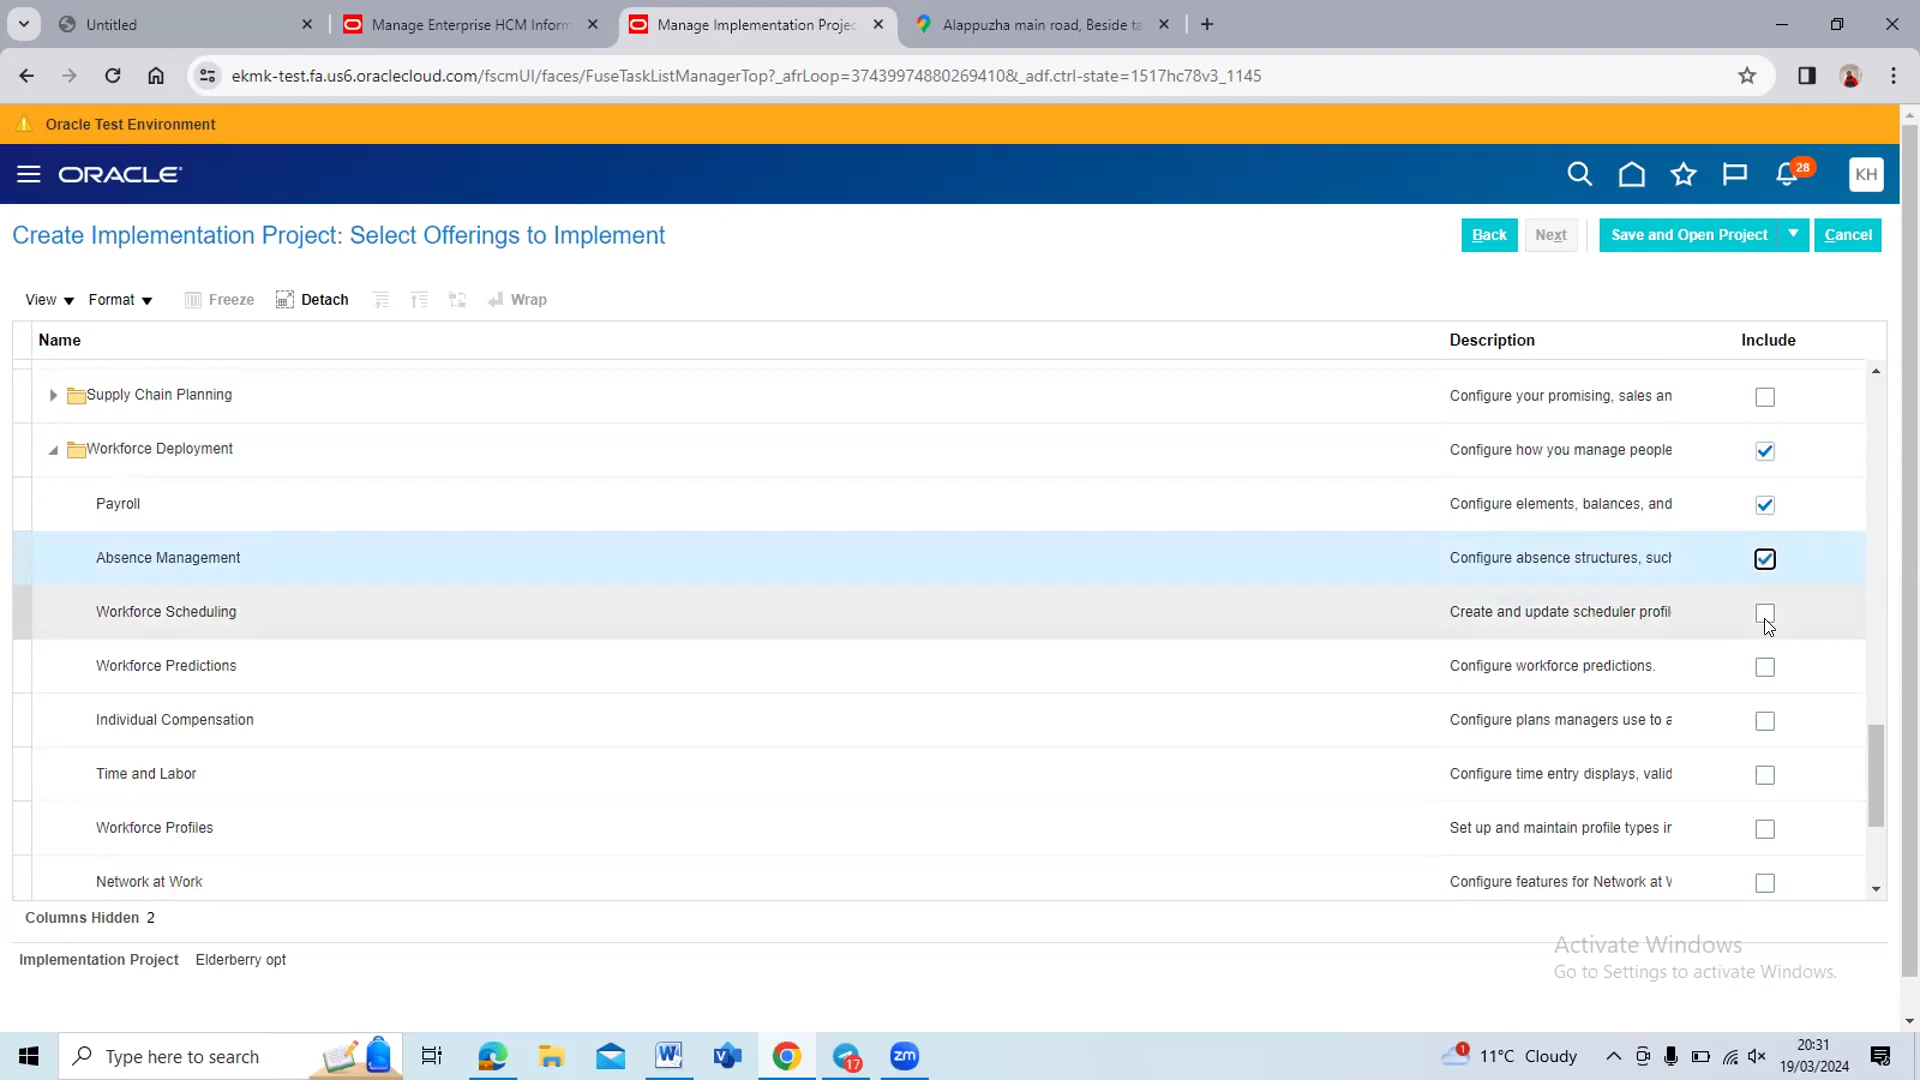 Untitled
Manage Enterprise HCM Inform
Manage Implementation Projec
Alappuzha main road, Beside ta
ekmk-test.fa.us6.oraclecloud.com/fscmUI/faces/FuseTaskListManagerTop?_afrLoop=37439974880269410&_adf.ctrl-state=1517hc78v3_1145
Oracle Test Environment
ORACLE
28
KH
Create Implementation Project: Select Offerings to Implement
Back Next Save and Open Project Cancel
View Format Freeze Detach Wrap
Name Description Include
Supply Chain Planning Configure your promising, sales an
Workforce Deployment Configure how you manage people
Payroll Configure elements, balances, and
Absence Management Configure absence structures, such
Workforce Scheduling Create and update scheduler profil
Workforce Predictions Configure workforce predictions.
Individual Compensation Configure plans managers use to a
Time and Labor Configure time entry displays, valid
Workforce Profiles Set up and maintain profile types in
Network at Work Configure features for Network at W
Columns Hidden 2
Implementation Project Elderberry opt
Activate Windows
Go to Settings to activate Windows.
Type here to search
17
zm
1
11°C Cloudy
20:31
19/03/2024